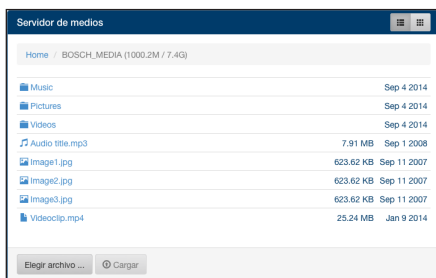 Servidor de medios
Home / BOSCH_MEDIA (1000.2M / 7.4G)
Music Sep 4 2014
Pictures Sep 4 2014
Videos Sep 4 2014
Audio title.mp3 7.91 MB Sep 1 2008
Image1.jpg 623.62 KB Sep 11 2007
Image2.jpg 623.62 KB Sep 11 2007
Image3.jpg 623.62 KB Sep 11 2007
Videoclip.mp4 25.24 MB Jan 9 2014
Elegir archivo ... Cargar